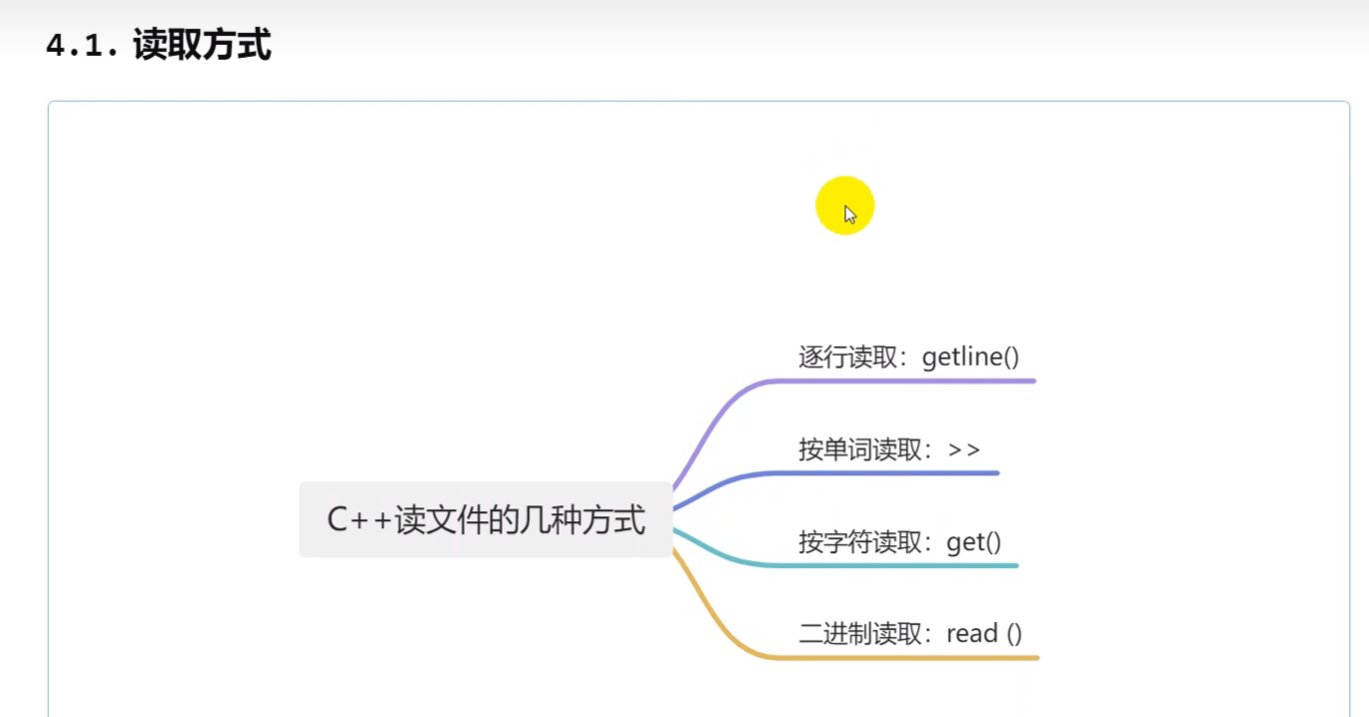 4.1. 读取方式
逐行读取：getline()
按单词读取：>>
C++读文件的几种方式
按字符读取：get()
二进制读取：read ()